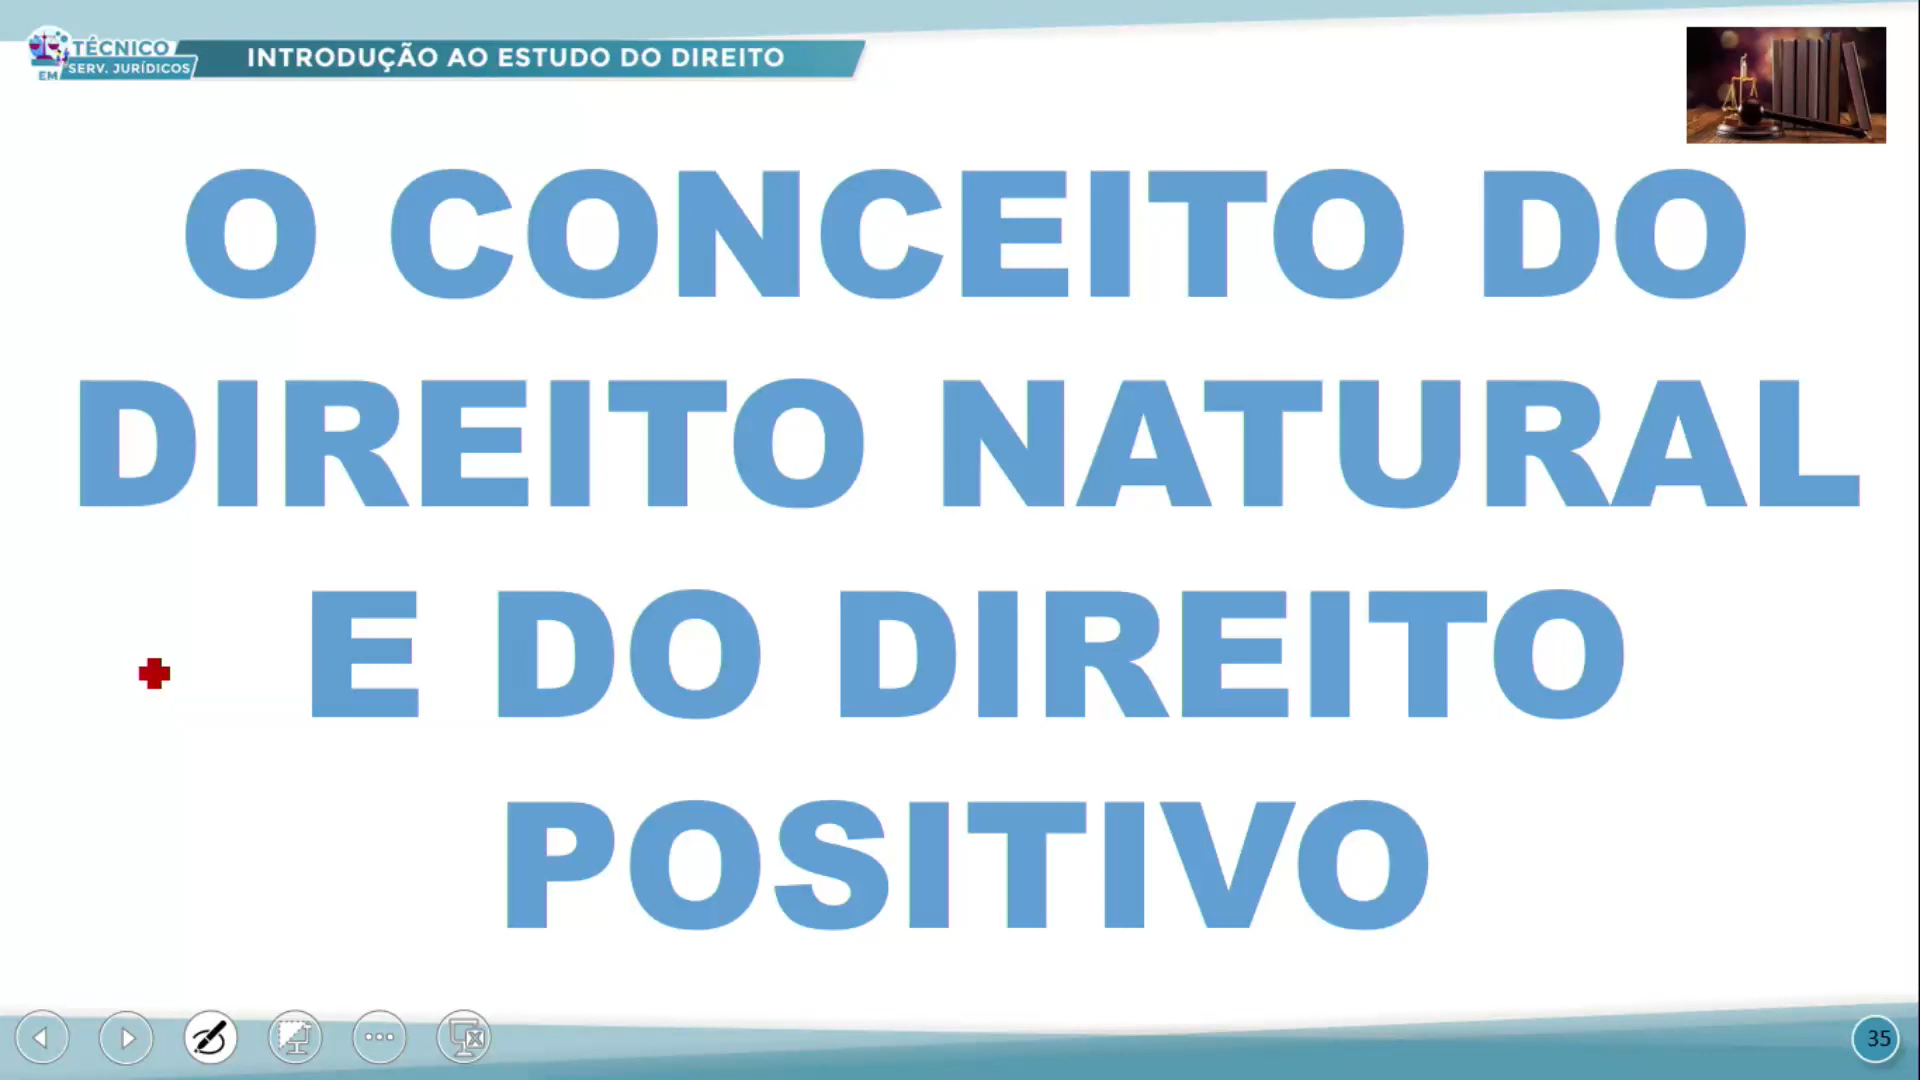 TÉCNICO
EM SERV. JURÍDICOS
INTRODUÇÃO AO ESTUDO DO DIREITO
O CONCEITO DO
DIREITO NATURAL
E DO DIREITO
POSITIVO
35